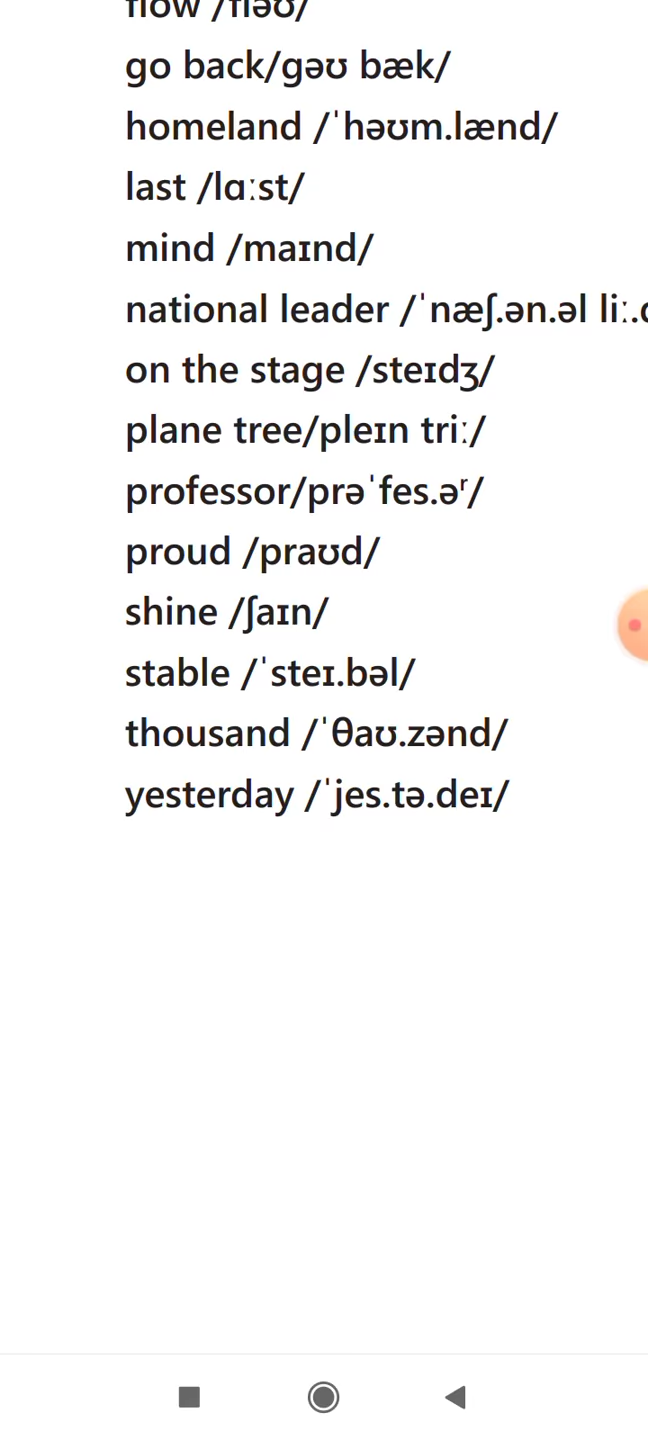 flow /fləʊ/
go back/gəʊ bæk/
homeland /ˈhəʊm.lænd/
last /lɑːst/
mind /maɪnd/
national leader /ˈnæʃ.ən.əl liː.
on the stage /steɪdʒ/
plane tree/pleɪn triː/
professor/prəˈfes.əʳ/
proud /praʊd/
shine /ʃaɪn/
stable /ˈsteɪ.bəl/
thousand /ˈθaʊ.zənd/
yesterday /ˈjes.tə.deɪ/